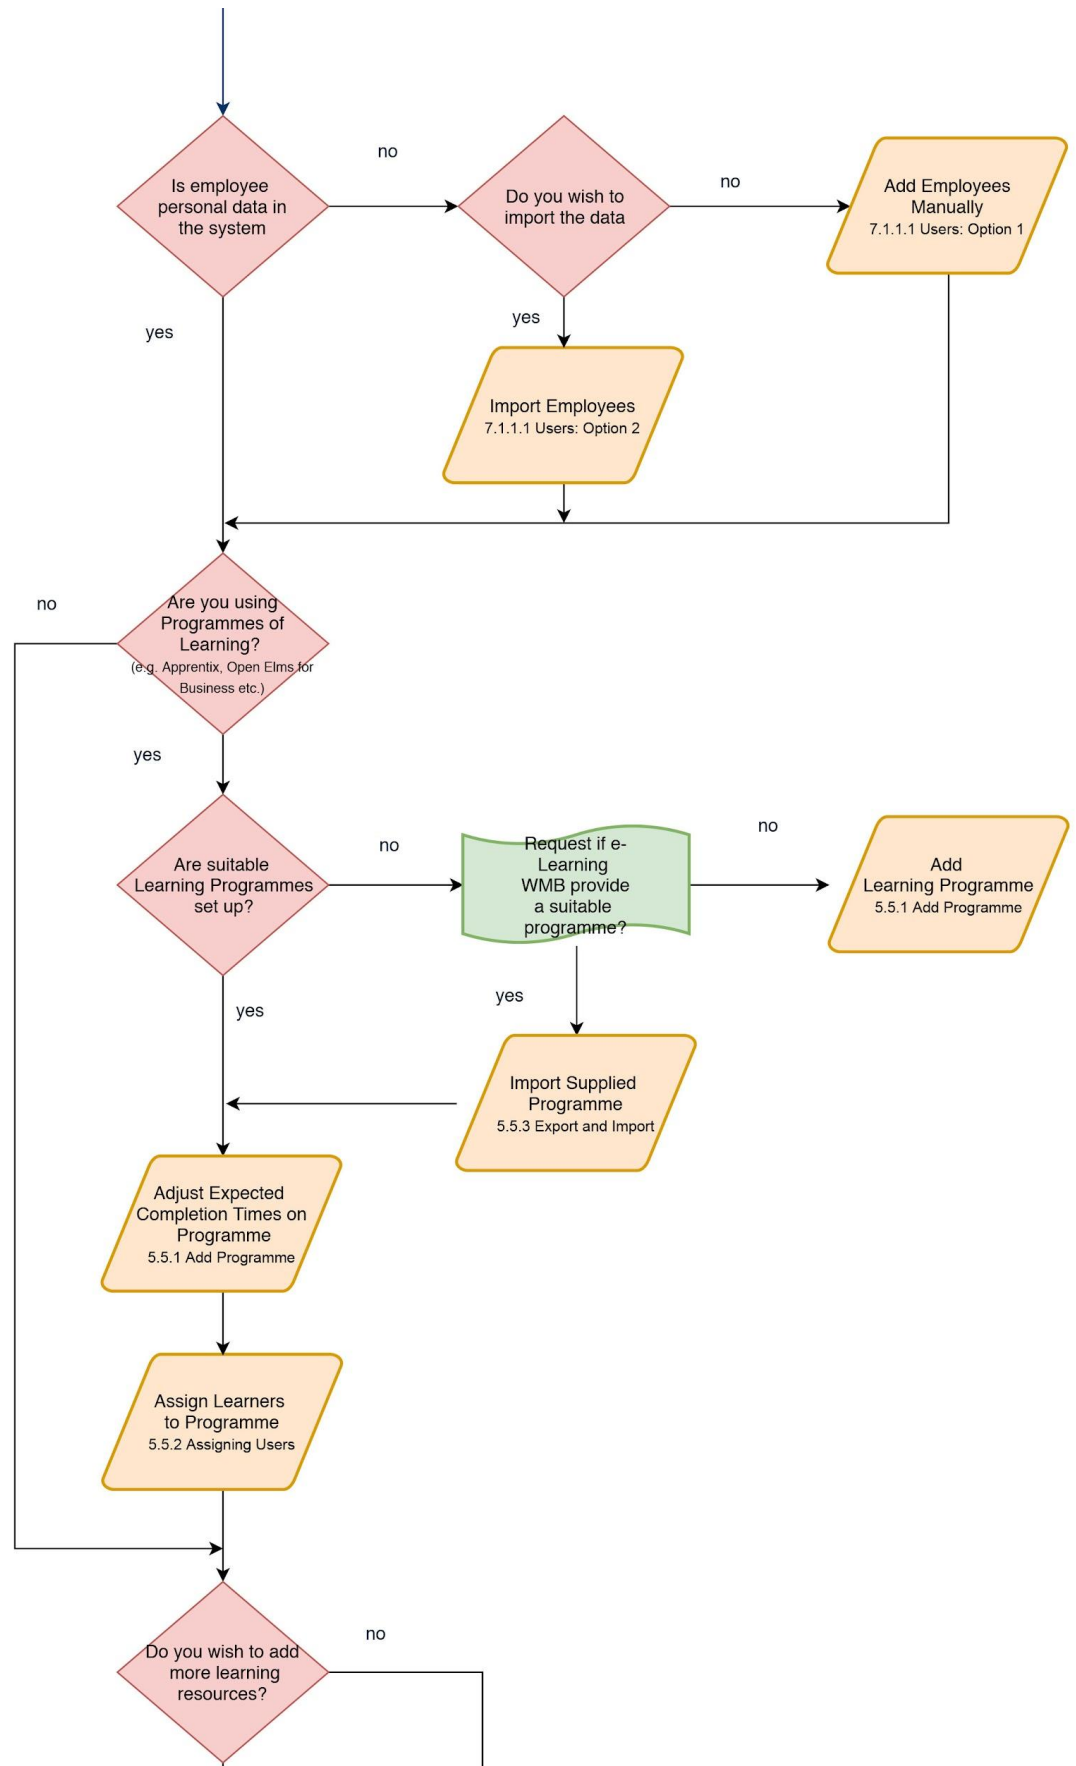 no
no
Is employee
personal data in
the system
Do you wish to
import the data
Add Employees
Manually
7.1.1.1 Users: Option 1
yes
yes
Import Employees
7.1.1.1 Users: Option 2
no
Are you using
Programmes of
Learning?
(e.g. Apprentix, Open Elms for
Business etc.)
yes
no
no
Are suitable
Learning Programmes
set up?
Request if e-
Learning
WMB provide
a suitable
programme?
Add
Learning Programme
5.5.1 Add Programme
yes
yes
Import Supplied
Programme
5.5.3 Export and Import
Adjust Expected
Completion Times on
Programme
5.5.1 Add Programme
Assign Learners
to Programme
5.5.2 Assigning Users
no
Do you wish to add
more learning
resources?